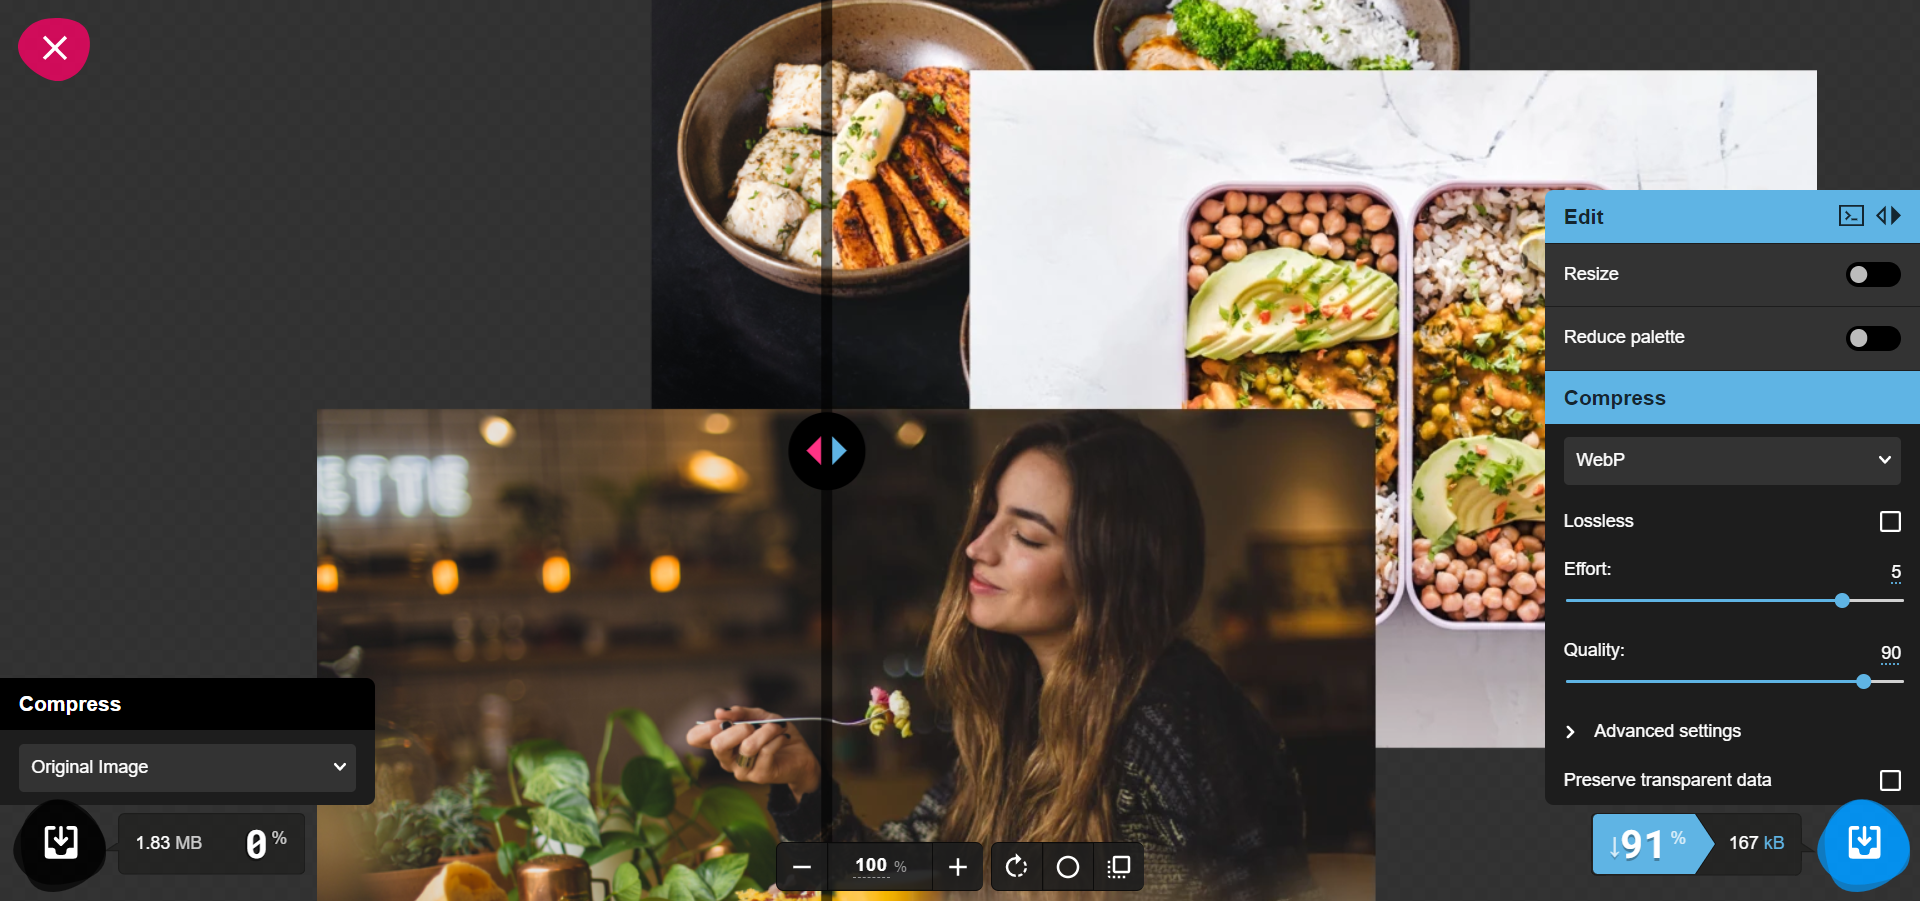 ETTE
Edit
Resize
Reduce palette
Compress
WebP
Lossless
Effort:
5
Quality:
90
Advanced settings
Preserve transparent data
Compress
Original Image
1.83 MB
0 %
100 %
↓91 %
167 kB